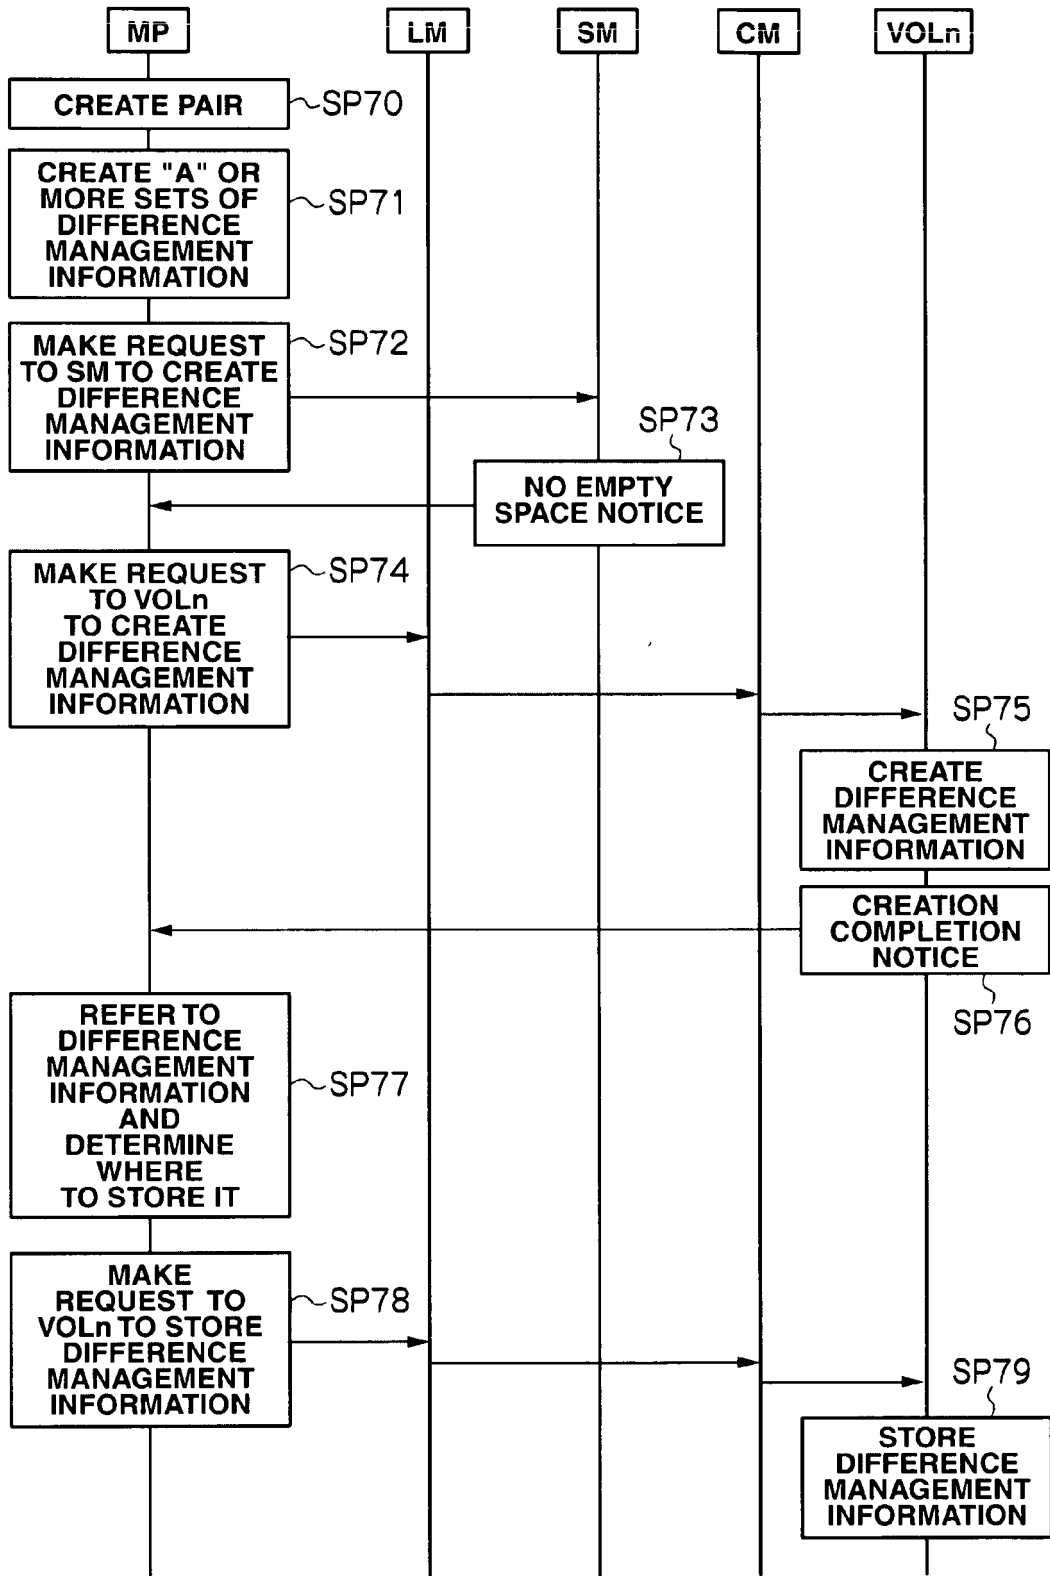 MP
LM
SM
CM
VOLn
CREATE PAIR
SP70
CREATE "A" OR
MORE SETS OF
DIFFERENCE
MANAGEMENT
INFORMATION
SP71
MAKE REQUEST
TO SM TO CREATE
DIFFERENCE
MANAGEMENT
INFORMATION
SP72
SP73
NO EMPTY
SPACE NOTICE
MAKE REQUEST
TO VOLn
TO CREATE
DIFFERENCE
MANAGEMENT
INFORMATION
SP74
SP75
CREATE
DIFFERENCE
MANAGEMENT
INFORMATION
CREATION
COMPLETION
NOTICE
SP76
REFER TO
DIFFERENCE
MANAGEMENT
INFORMATION
AND
DETERMINE
WHERE
TO STORE IT
SP77
MAKE
REQUEST TO
VOLn TO STORE
DIFFERENCE
MANAGEMENT
INFORMATION
SP78
SP79
STORE
DIFFERENCE
MANAGEMENT
INFORMATION